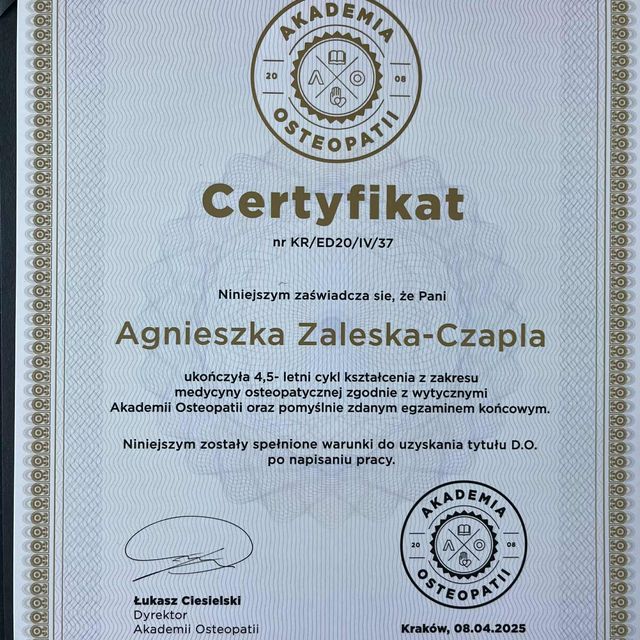 AKADEMIA
20 08
Λ O
OSTEOPATII
Certyfikat
nr KR/ED20/IV/37
Niniejszym zaświadcza sie, że Pani
Agnieszka Zaleska-Czapla
ukończyła 4,5- letni cykl kształcenia z zakresu
medycyny osteopatycznej zgodnie z wytycznymi
Akademii Osteopatii oraz pomyślnie zdanym egzaminem końcowym.
Niniejszym zostały spełnione warunki do uzyskania tytułu D.O.
po napisaniu pracy.
AKADEMIA
20 08
Λ O
OSTEOPATII
Łukasz Ciesielski
Dyrektor
Akademii Osteopatii
Kraków, 08.04.2025